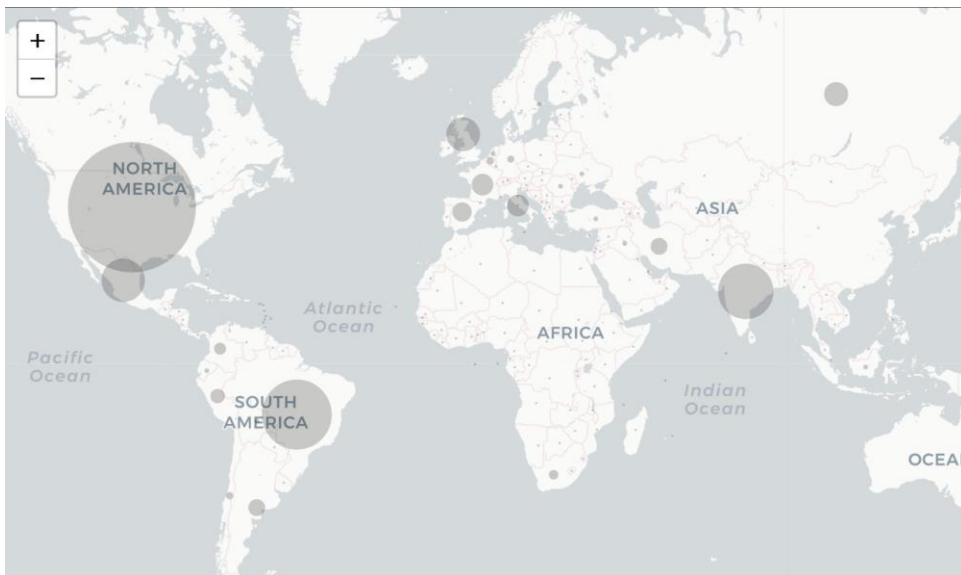 +
−
NORTH
AMERICA
ASIA
Atlantic
Ocean
AFRICA
Pacific
Ocean
Indian
Ocean
SOUTH
AMERICA
OCEA